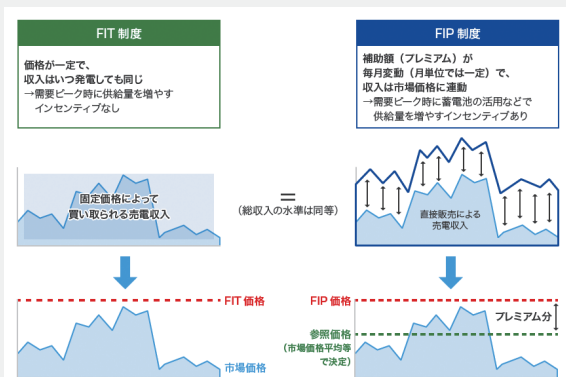 FIT 制度
価格が一定で、
収入はいつ発電しても同じ
→需要ピーク時に供給量を増やす
インセンティブなし
FIP 制度
補助額（プレミアム）が
毎月変動（月単位では一定）で、
収入は市場価格に連動
→需要ピーク時に蓄電池の活用などで
供給量を増やすインセンティブあり
固定価格によって
買い取られる売電収入
＝
（総収入の水準は同等）
直接販売による
売電収入
FIT 価格
市場価格
FIP 価格
参照価格
（市場価格平均等
で決定）
プレミアム分